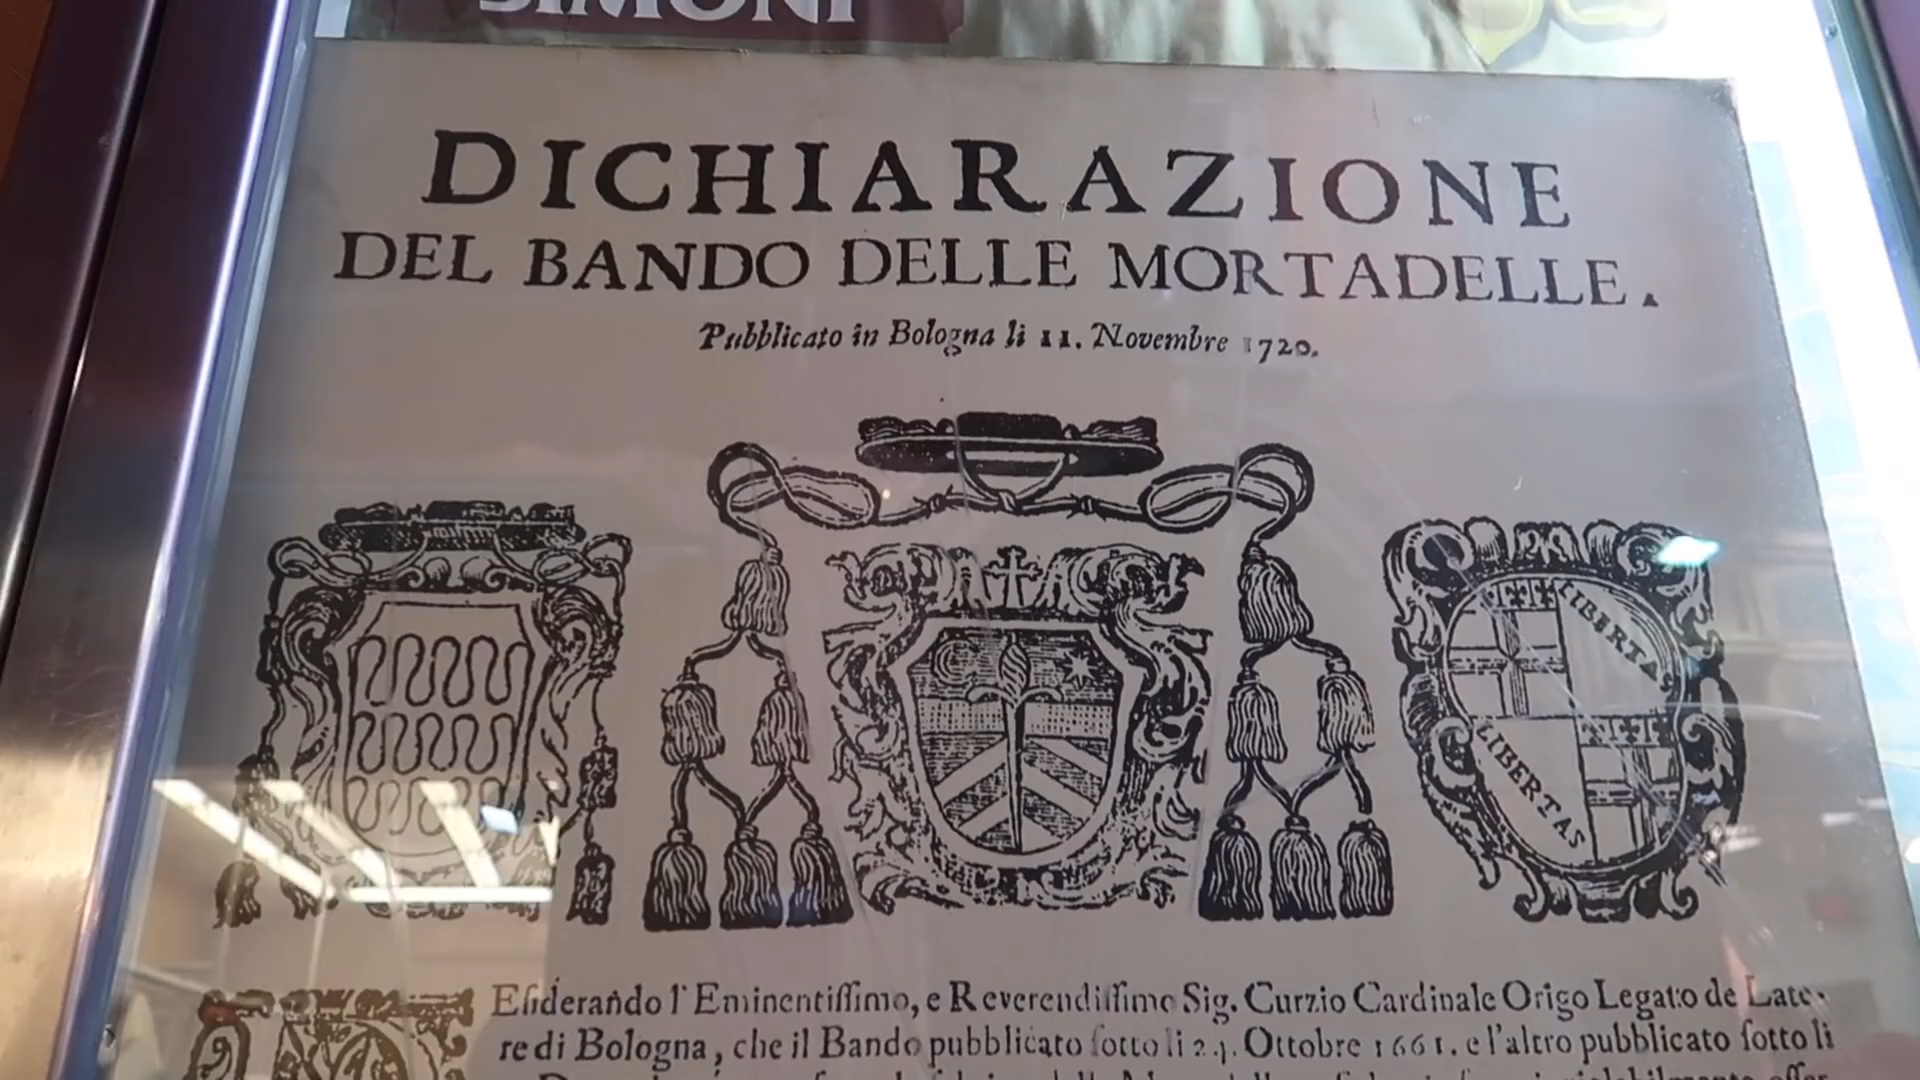 SIMONI
DICHIARAZIONE
DEL BANDO DELLE MORTADELLE.
Pubblicato in Bologna li 11. Novembre 1720.
LIBERTAS
LIBERTAS
Eſiderando l'Eminentiſſimo, e Reverendiſſimo Sig. Curzio Cardinale Origo Legato de Late-
re di Bologna, che il Bando pubblicato ſotto li 24. Ottobre 1661. e l'altro pubblicato ſotto li